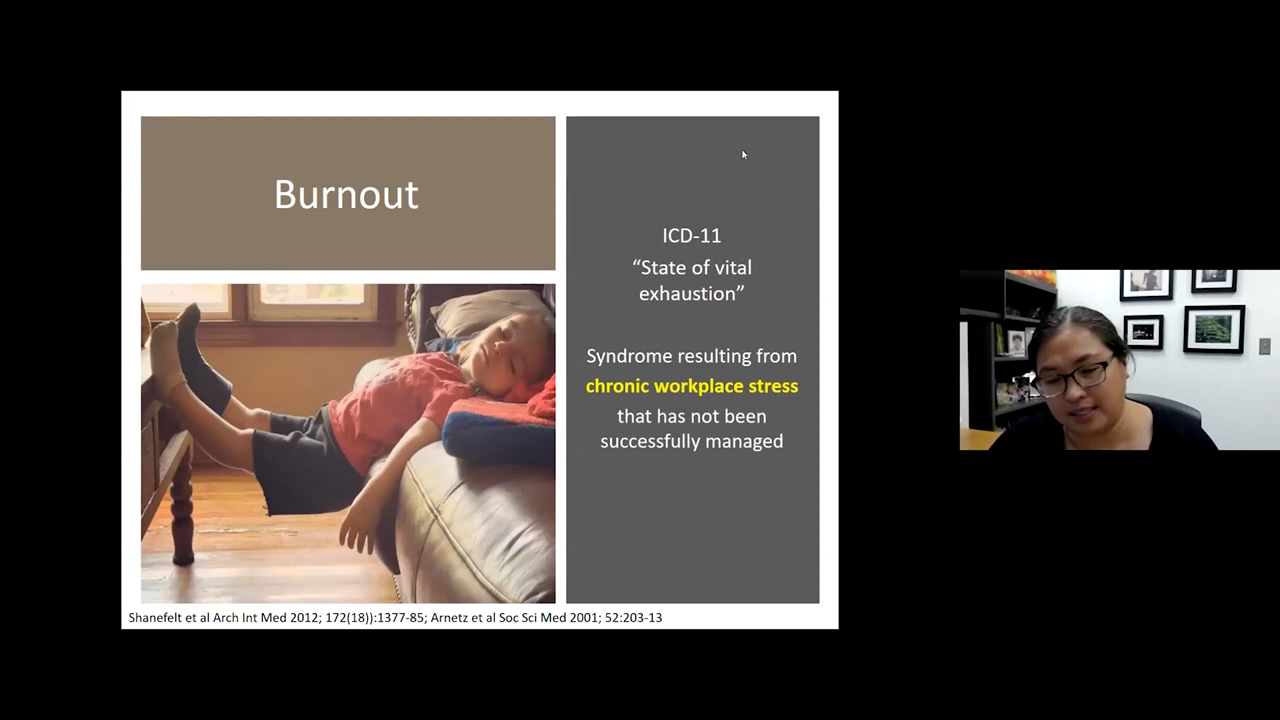 Burnout
ICD-11
“State of vital
exhaustion”
Syndrome resulting from
chronic workplace stress
that has not been
successfully managed
Shanefelt et al Arch Int Med 2012; 172(18)):1377-85; Arnetz et al Soc Sci Med 2001; 52:203-13